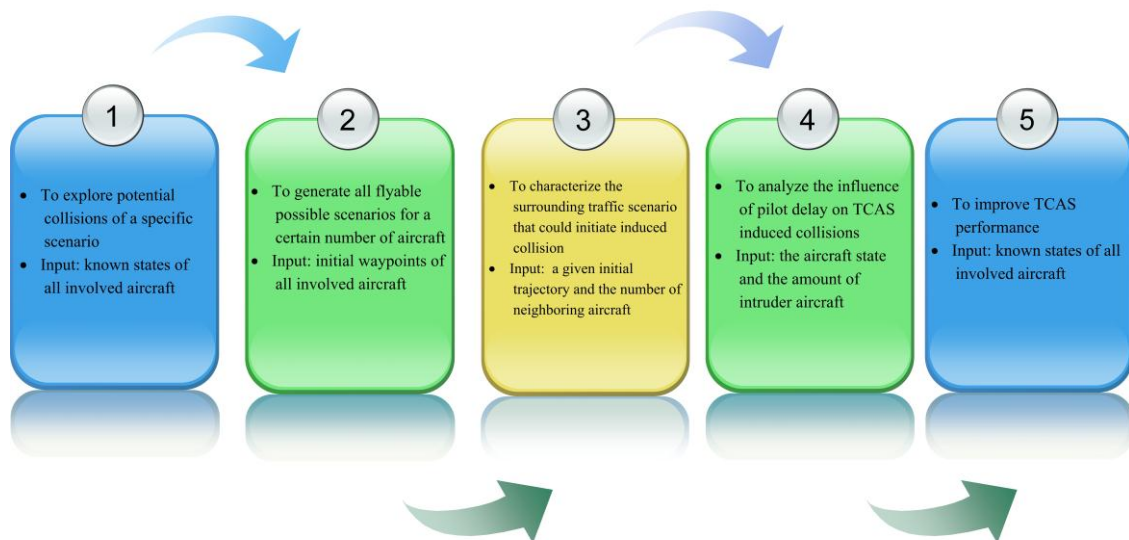 1
• To explore potential
collisions of a specific
scenario
• Input: known states of
all involved aircraft
2
• To generate all flyable
possible scenarios for a
certain number of aircraft
• Input: initial waypoints of
all involved aircraft
3
• To characterize the
surrounding traffic scenario
that could initiate induced
collision
• Input: a given initial
trajectory and the number of
neighboring aircraft
4
• To analyze the influence
of pilot delay on TCAS
induced collisions
• Input: the aircraft state
and the amount of
intruder aircraft
5
• To improve TCAS
performance
• Input: known states of all
involved aircraft